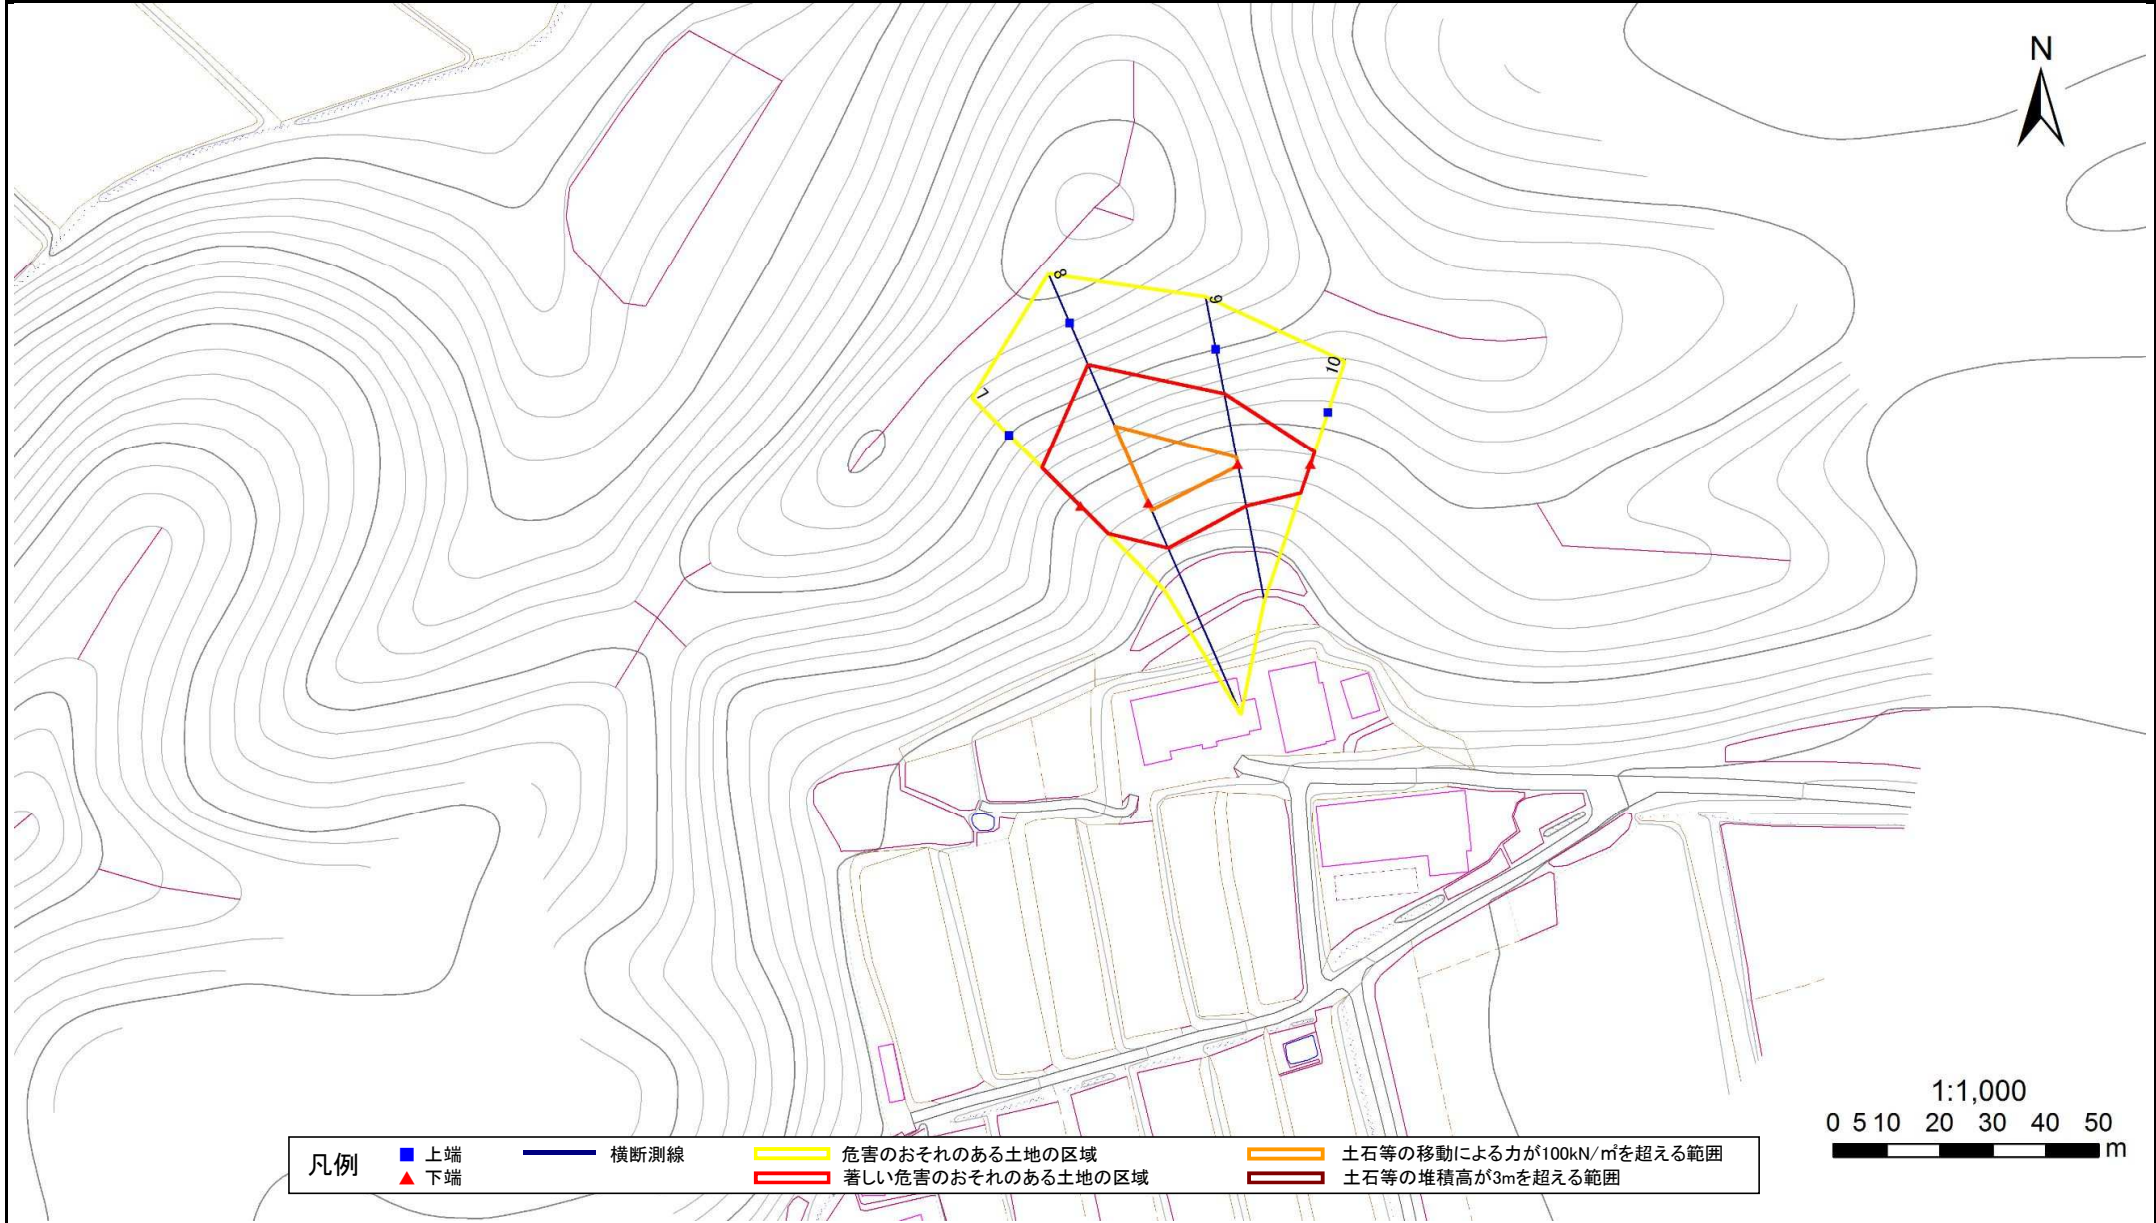 N
8
9
10
7
1:1,000
0 5 10 20 30 40 50
m
凡例
上端
横断測線
危害のおそれのある土地の区域
土石等の移動による力が100kN/㎡を超える範囲
下端
著しい危害のおそれのある土地の区域
土石等の堆積高が3mを超える範囲